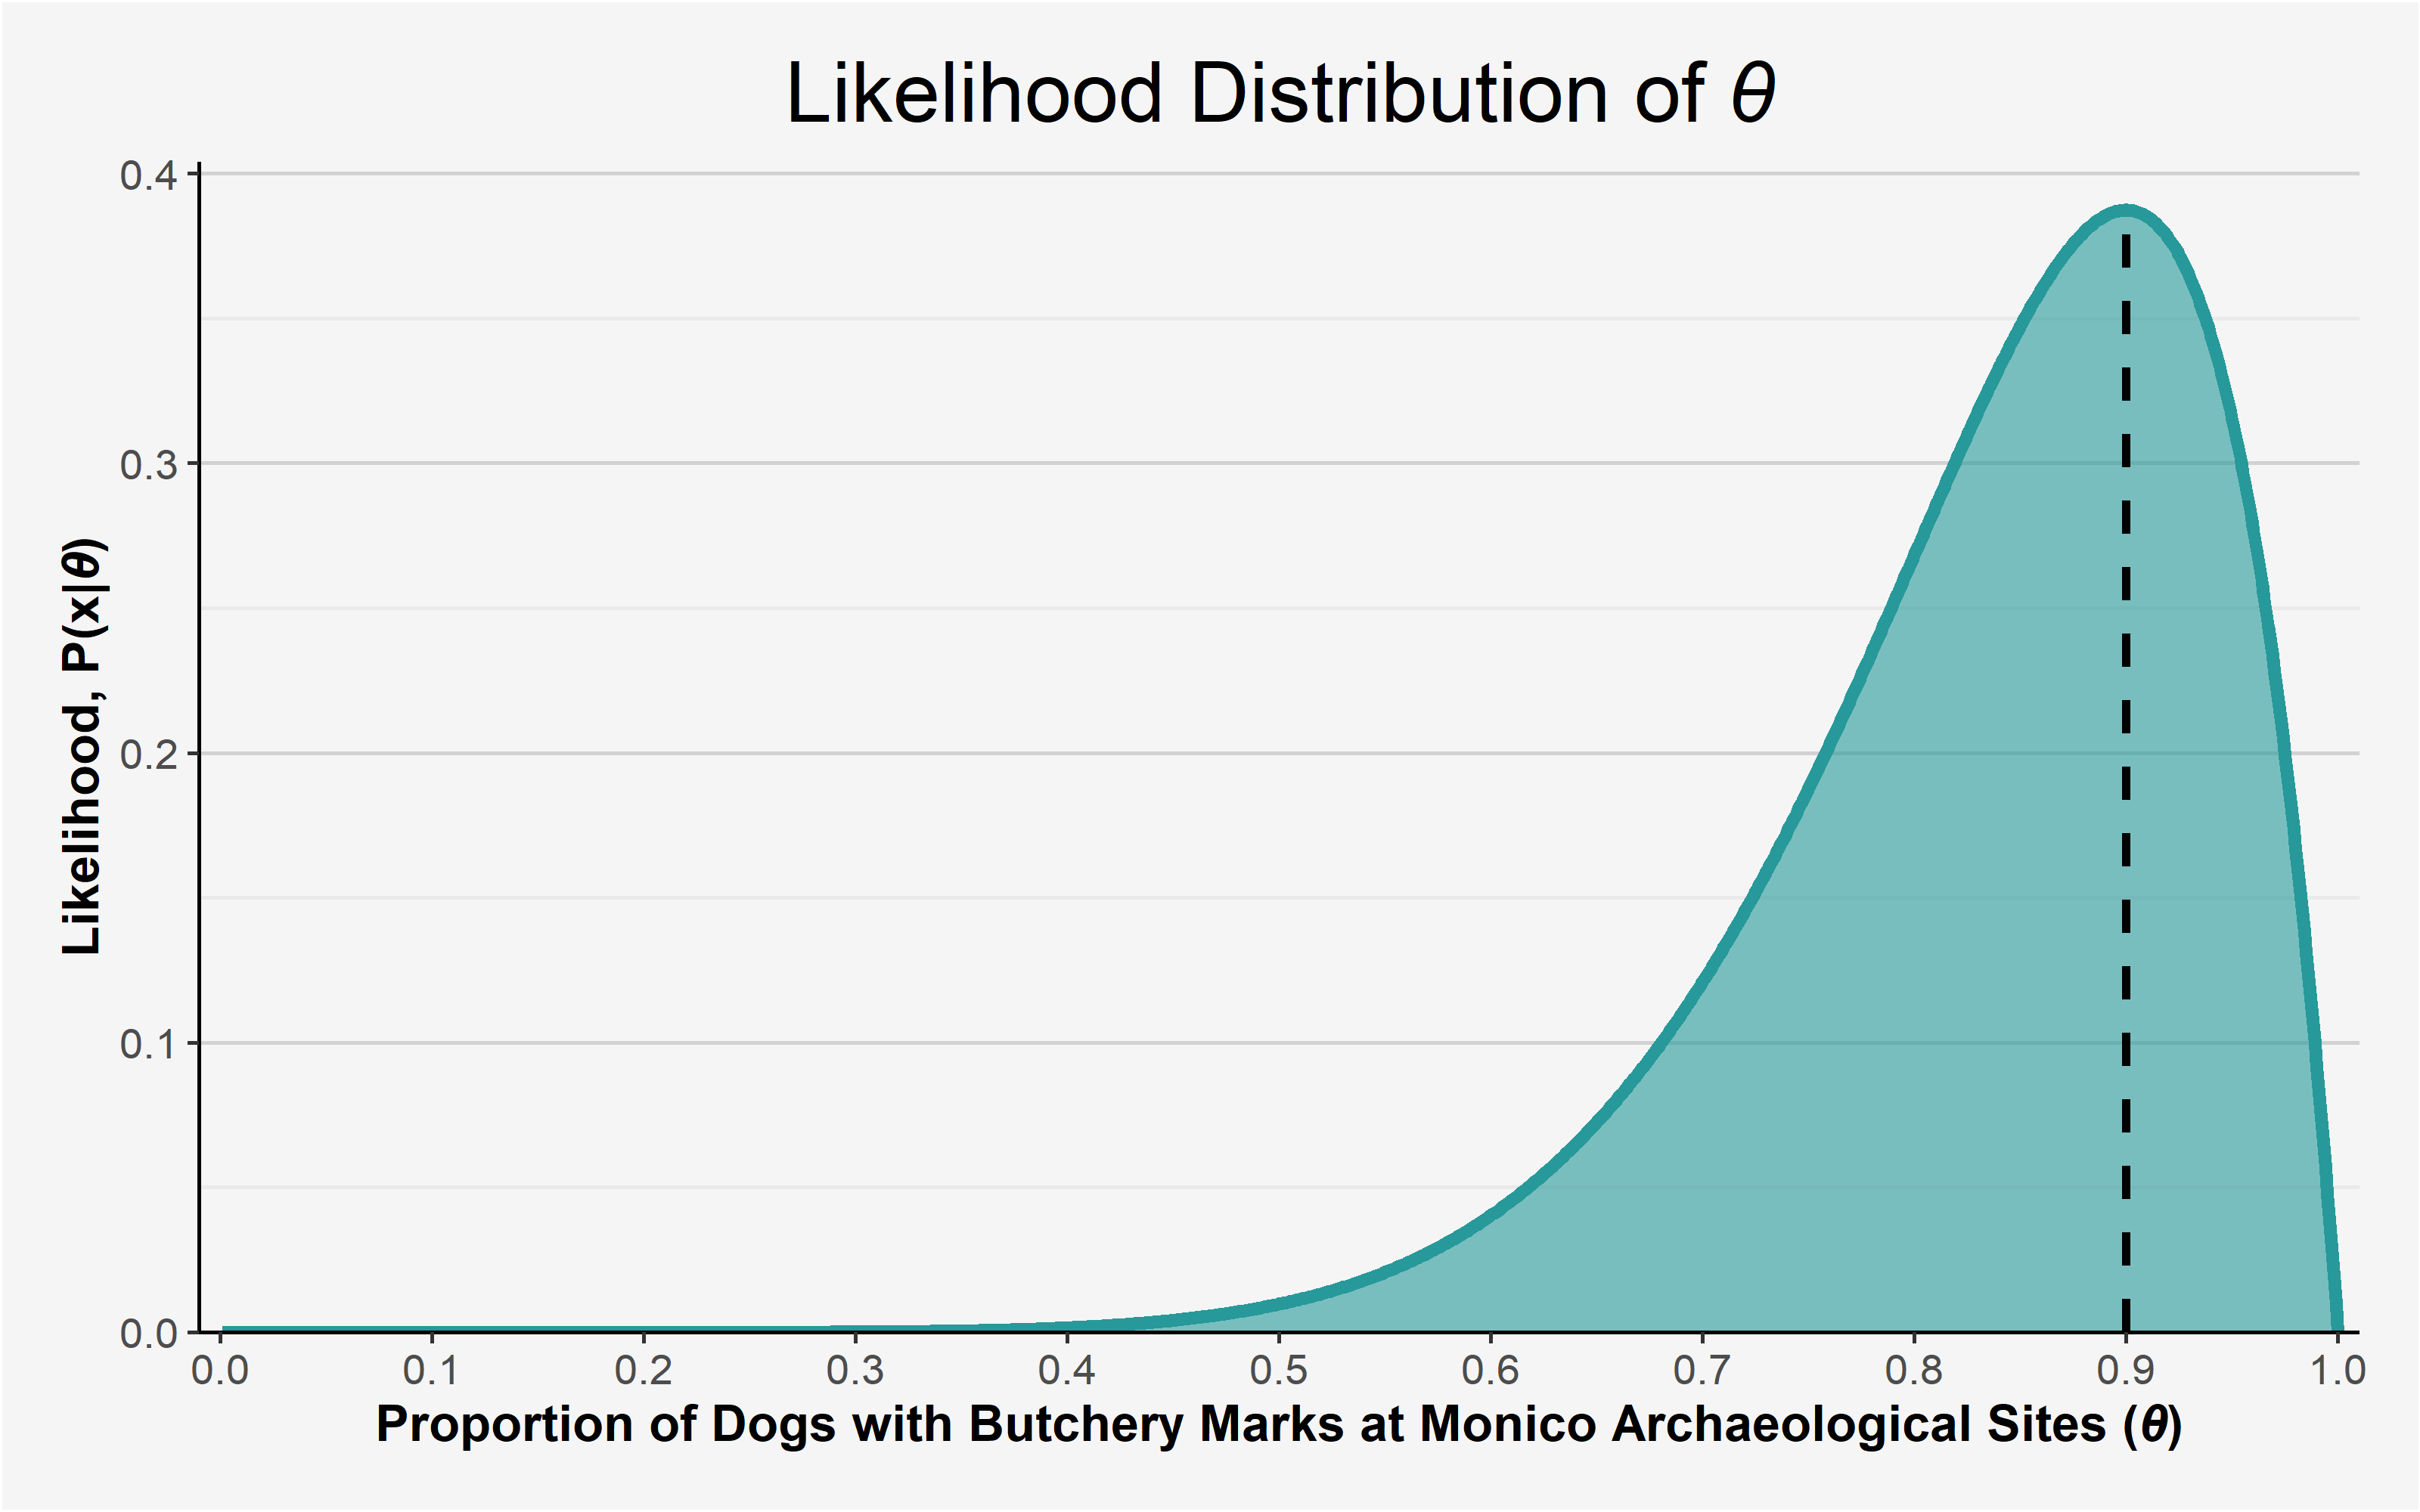 Likelihood Distribution of θ
Likelihood, P(x|θ)
0.4
0.3
0.2
0.1
0.0
0.0 0.1 0.2 0.3 0.4 0.5 0.6 0.7 0.8 0.9 1.0
Proportion of Dogs with Butchery Marks at Monico Archaeological Sites (θ)